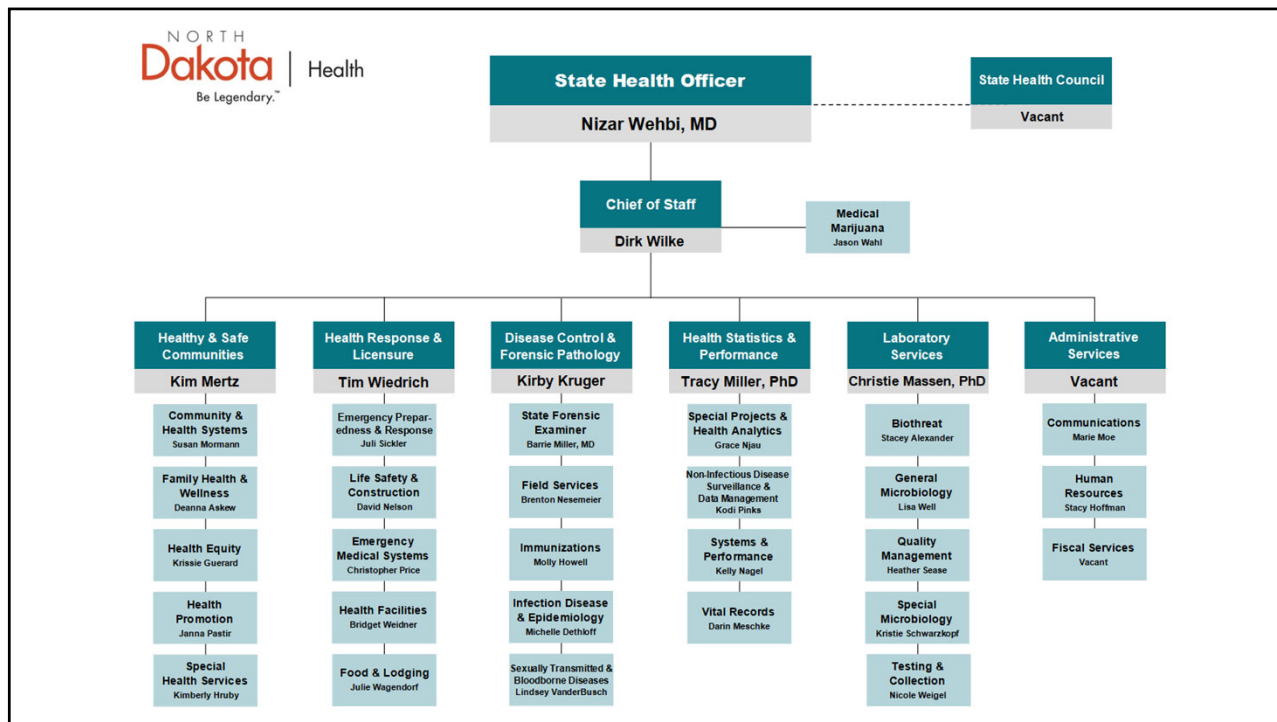 NORTH
Dakota
Be Legendary.™
Health
State Health Officer
Nizar Wehbi, MD
State Health Council
Vacant
Chief of Staff
Dirk Wilke
Medical
Marijuana
Jason Wahl
Healthy & Safe
Communities
Kim Mertz
Community &
Health Systems
Susan Mormann
Family Health &
Wellness
Deanna Askew
Health Equity
Krissie Guerard
Health
Promotion
Janna Pastir
Special
Health Services
Kimberly Hruby
Health Response &
Licensure
Tim Wiedrich
Emergency Prepar-
edness & Response
Juli Sickler
Life Safety &
Construction
David Nelson
Emergency
Medical Systems
Christopher Price
Health Facilities
Bridget Weidner
Food & Lodging
Julie Wagendorf
Disease Control &
Forensic Pathology
Kirby Kruger
State Forensic
Examiner
Barrie Miller, MD
Field Services
Brenton Nesemeier
Immunizations
Molly Howell
Infection Disease
& Epidemiology
Michelle Dethloff
Sexually Transmitted &
Bloodborne Diseases
Lindsey VanderBusch
Health Statistics &
Performance
Tracy Miller, PhD
Special Projects &
Health Analytics
Grace Njau
Non-Infectious Disease
Surveillance &
Data Management
Kodi Pinks
Systems &
Performance
Kelly Nagel
Vital Records
Darin Meschke
Laboratory
Services
Christie Massen, PhD
Biothreat
Stacey Alexander
General
Microbiology
Lisa Well
Quality
Management
Heather Sease
Special
Microbiology
Kristie Schwarzkopf
Testing &
Collection
Nicole Weigel
Administrative
Services
Vacant
Communications
Marie Moe
Human
Resources
Stacy Hoffman
Fiscal Services
Vacant